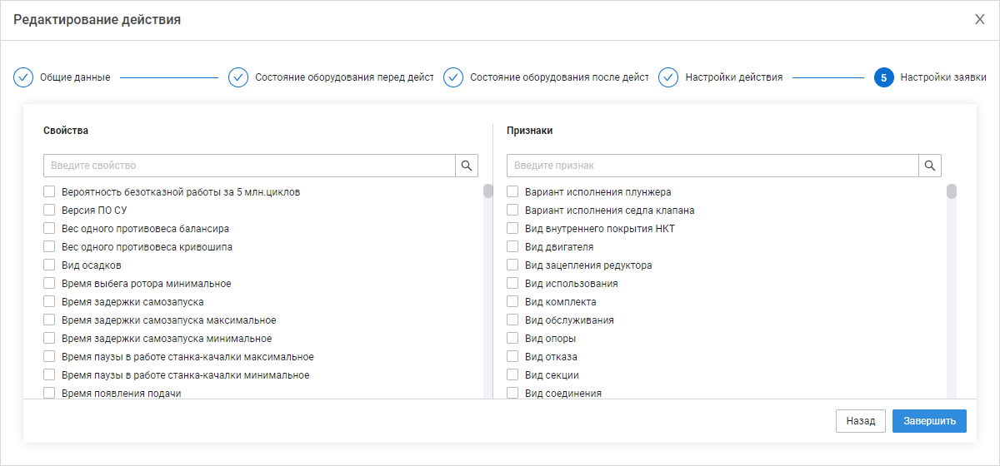 Редактирование действия
X
Общие данные
Состояние оборудования перед дейст
Состояние оборудования после дейст
Настройки действия
5
Настройки заявки
Свойства
Введите свойство
Вероятность безотказной работы за 5 млн.циклов
Версия ПО СУ
Вес одного противовеса балансира
Вес одного противовеса кривошипа
Вид осадков
Время выбега ротора минимальное
Время задержки самозапуска
Время задержки самозапуска максимальное
Время задержки самозапуска минимальное
Время паузы в работе станка-качалки максимальное
Время паузы в работе станка-качалки минимальное
Время появления подачи
Признаки
Введите признак
Вариант исполнения плунжера
Вариант исполнения седла клапана
Вид внутреннего покрытия НКТ
Вид двигателя
Вид зацепления редуктора
Вид использования
Вид комплекта
Вид обслуживания
Вид опоры
Вид отказа
Вид секции
Вид соединения
Назад
Завершить